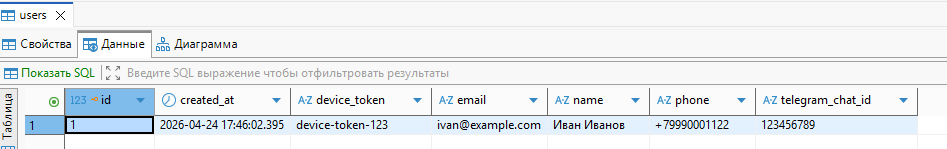 users
Свойства Данные Диаграмма
Показать SQL Введите SQL выражение чтобы отфильтровать результаты
Таблица
123 id created_at A-Z device_token A-Z email A-Z name A-Z phone A-Z telegram_chat_id
1 1 2026-04-24 17:46:02.395 device-token-123 ivan@example.com Иван Иванов +79990001122 123456789